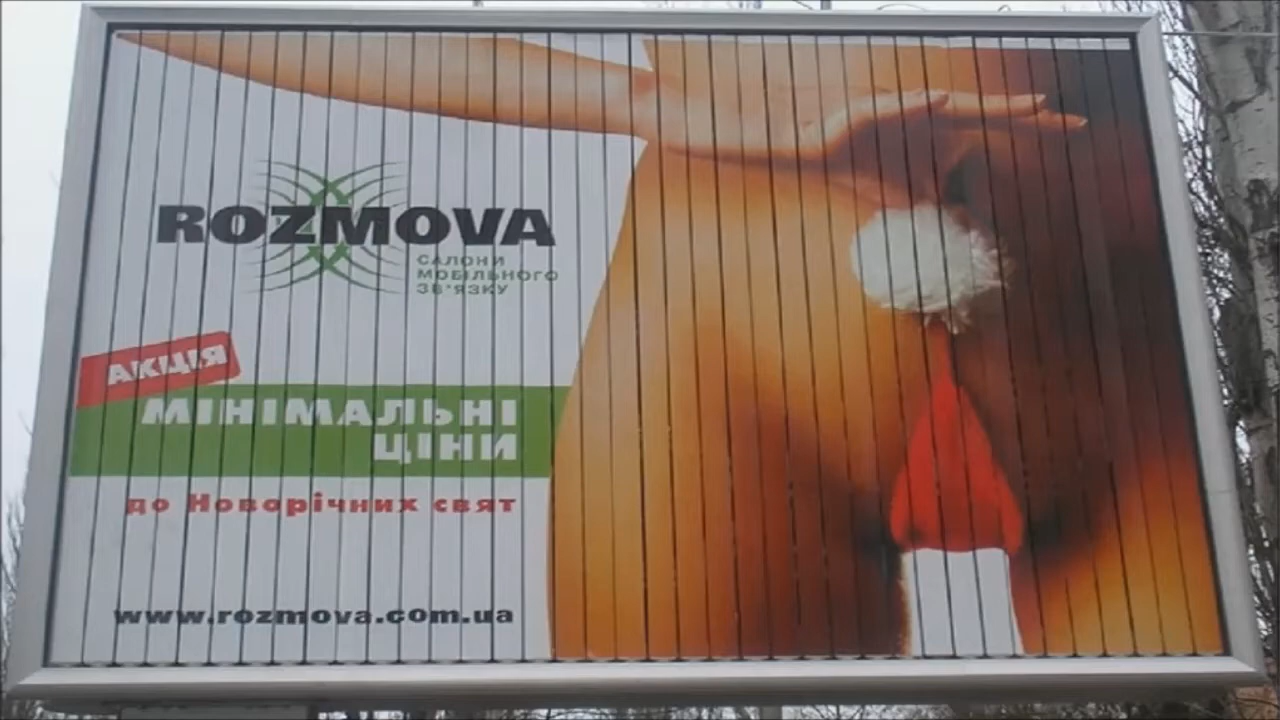 ROZMOVA
САЛОНИ
МОБІЛЬНОГО
ЗВ'ЯЗКУ
АКЦІЯ
МІНІМАЛЬНІ
ЦІНИ
до Новорічних свят
www.rozmova.com.ua